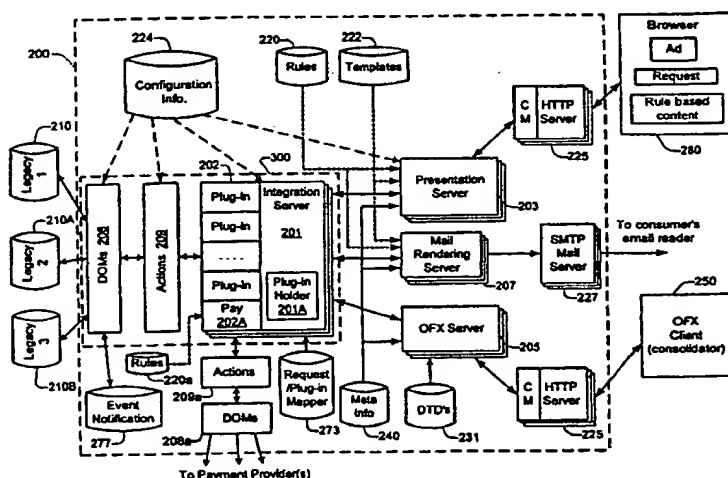 200
224
Configuration
Info.
220
Rules
222
Templates
Browser
Ad
Request
Rule based
content
280
C
M
HTTP
Server
225
210
Legacy
1
210A
Legacy
2
Legacy
3
210B
DOMs 208
Actions 209
202
300
Plug-in
Plug-in
.....
Plug-in
Pay
202A
Integration
Server
201
Plug-in
Holder
201A
Presentation
Server
203
Mail
Rendering
Server
207
SMTP
Mail
Server
227
To consumer's
email reader
OFX Server
205
250
OFX
Client
(consolidator)
C
M
HTTP
Server
225
Rules
220a
Actions
209a
DOMs
208a
Event
Notification
277
Request
/Plug-in
Mapper
273
Meta
Info
240
DTD's
231
To Payment Provider(s)